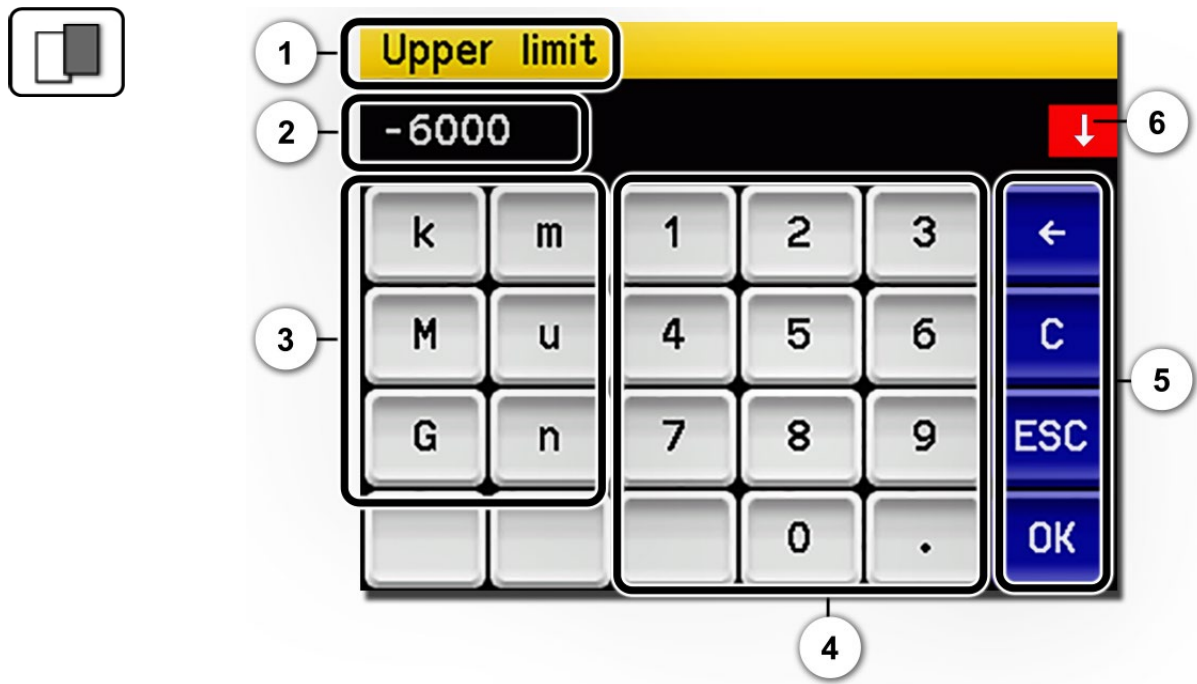 1 Upper limit
2 -6000 ↓ 6
k m 1 2 3 ←
3 M u 4 5 6 C
5
G n 7 8 9 ESC
0 . OK
4